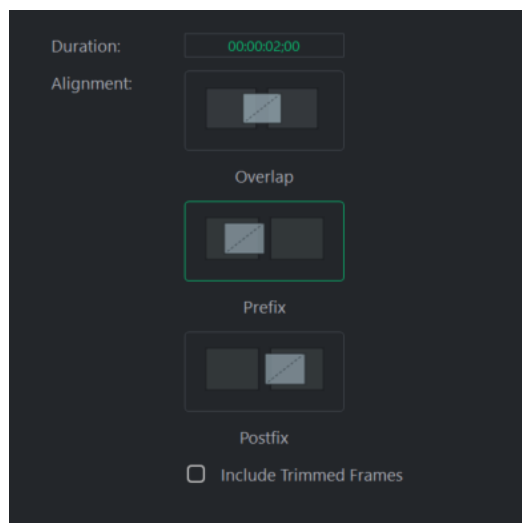 Duration: 00:00:02;00
Alignment:
Overlap
Prefix
Postfix
Include Trimmed Frames